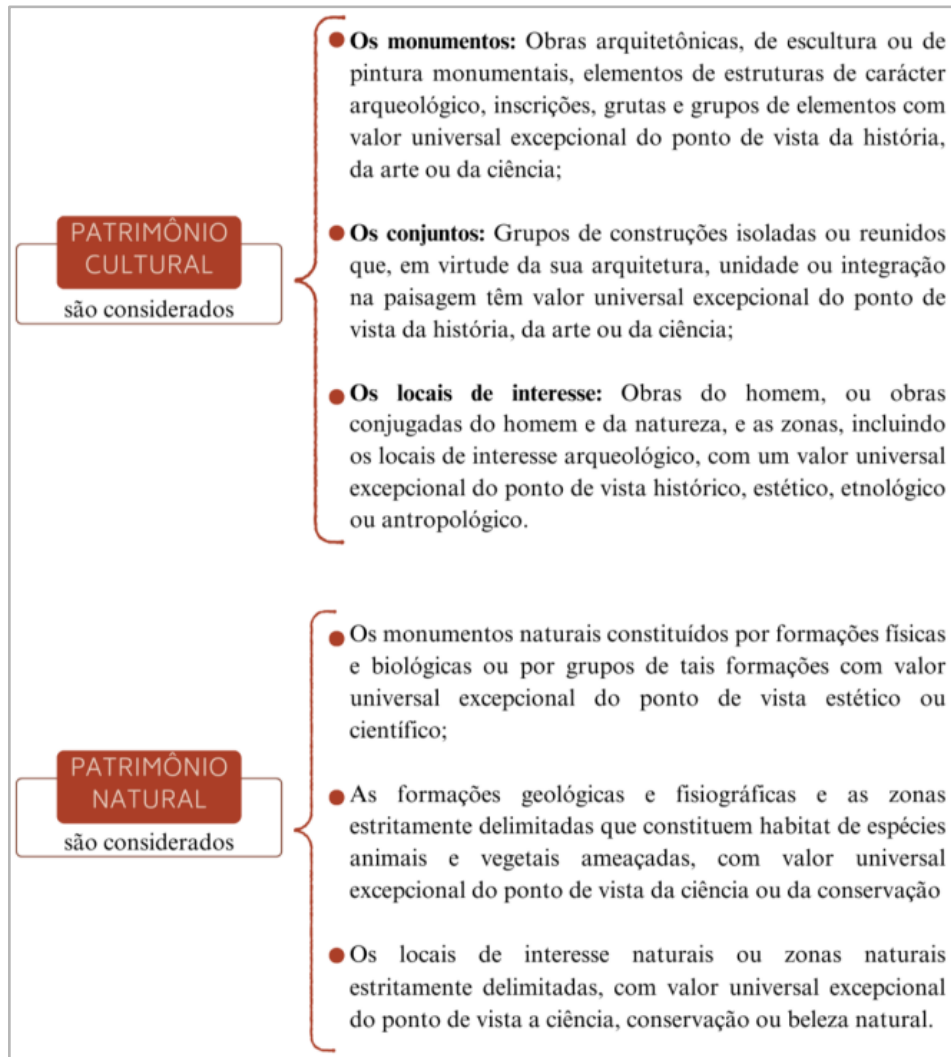 PATRIMÔNIO
CULTURAL
são considerados
Os monumentos: Obras arquitetônicas, de escultura ou de
pintura monumentais, elementos de estruturas de carácter
arqueológico, inscrições, grutas e grupos de elementos com
valor universal excepcional do ponto de vista da história,
da arte ou da ciência;
Os conjuntos: Grupos de construções isoladas ou reunidos
que, em virtude da sua arquitetura, unidade ou integração
na paisagem têm valor universal excepcional do ponto de
vista da história, da arte ou da ciência;
Os locais de interesse: Obras do homem, ou obras
conjugadas do homem e da natureza, e as zonas, incluindo
os locais de interesse arqueológico, com um valor universal
excepcional do ponto de vista histórico, estético, etnológico
ou antropológico.
PATRIMÔNIO
NATURAL
são considerados
Os monumentos naturais constituídos por formações físicas
e biológicas ou por grupos de tais formações com valor
universal excepcional do ponto de vista estético ou
científico;
As formações geológicas e fisiográficas e as zonas
estritamente delimitadas que constituem habitat de espécies
animais e vegetais ameaçadas, com valor universal
excepcional do ponto de vista da ciência ou da conservação
Os locais de interesse naturais ou zonas naturais
estritamente delimitadas, com valor universal excepcional
do ponto de vista a ciência, conservação ou beleza natural.